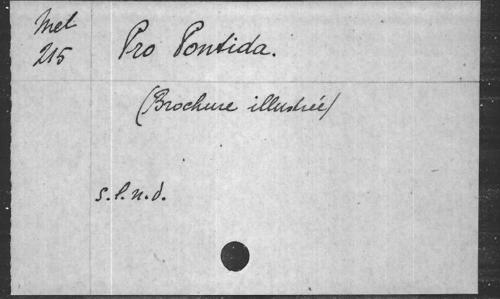 Mel
215
Pro Pontida.
(Brochure illustrée)
s.l.n.d.